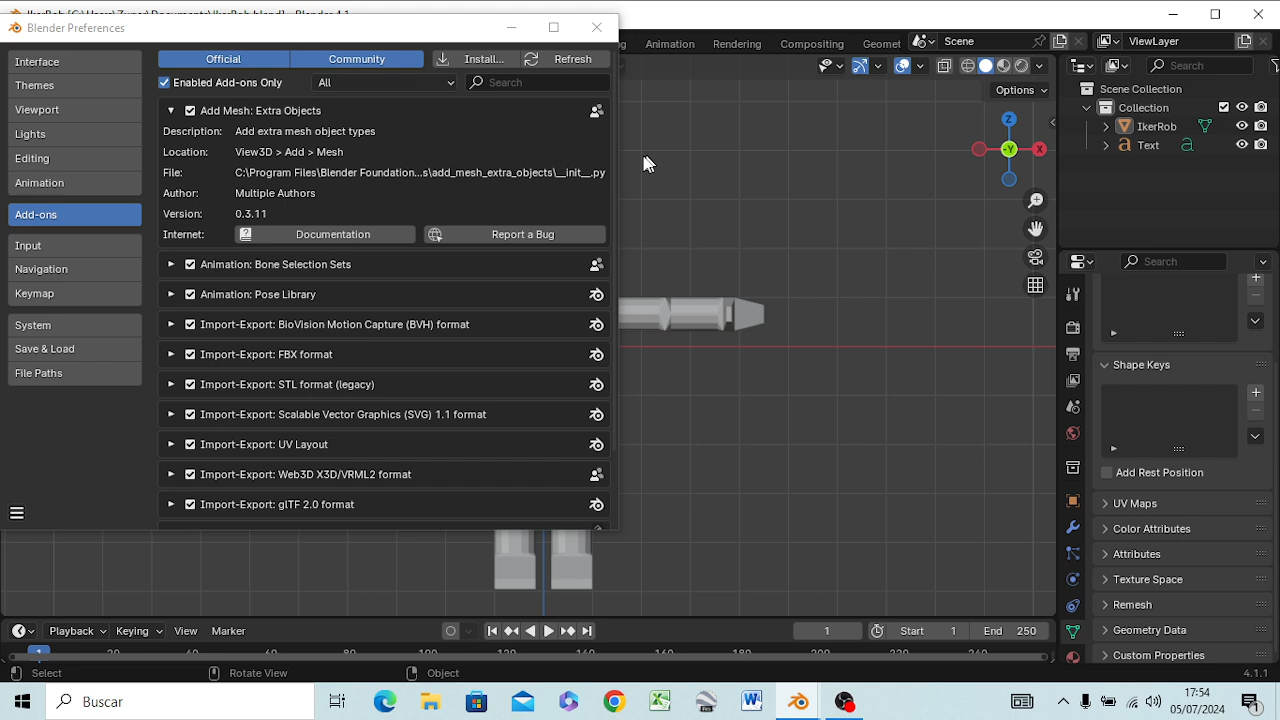 Blender Preferences
Animation Rendering Compositing Geomet Scene ViewLayer
Interface
Themes
Viewport
Lights
Editing
Animation
Add-ons
Input
Navigation
Keymap
System
Save & Load
File Paths
Official Community Install... Refresh
Enabled Add-ons Only All Search
Add Mesh: Extra Objects
Description: Add extra mesh object types
Location: View3D > Add > Mesh
File: C:\Program Files\Blender Foundation...s\add_mesh_extra_objects\__init__.py
Author: Multiple Authors
Version: 0.3.11
Internet: Documentation Report a Bug
Animation: Bone Selection Sets
Animation: Pose Library
Import-Export: BioVision Motion Capture (BVH) format
Import-Export: FBX format
Import-Export: STL format (legacy)
Import-Export: Scalable Vector Graphics (SVG) 1.1 format
Import-Export: UV Layout
Import-Export: Web3D X3D/VRML2 format
Import-Export: glTF 2.0 format
Options
Z
-Y X
Search
Scene Collection
Collection
IkerRob
Text
Search
Shape Keys
Add Rest Position
UV Maps
Color Attributes
Attributes
Texture Space
Remesh
Geometry Data
Custom Properties
Playback Keying View Marker 1 Start 1 End 250
1
Select Rotate View Object 4.1.1
Buscar
17:54
05/07/2024
1